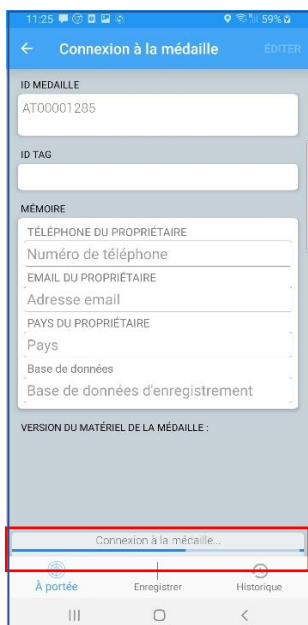 11:25 59%
Connexion à la médaille ÉDITER
ID MEDAILLE
AT00001285
ID TAG
MÉMOIRE
TÉLÉPHONE DU PROPRIÉTAIRE
Numéro de téléphone
EMAIL DU PROPRIÉTAIRE
Adresse email
PAYS DU PROPRIÉTAIRE
Pays
Base de données
Base de données d'enregistrement
VERSION DU MATÉRIEL DE LA MÉDAILLE :
Connexion à la médaille...
À portée Enregistrer Historique